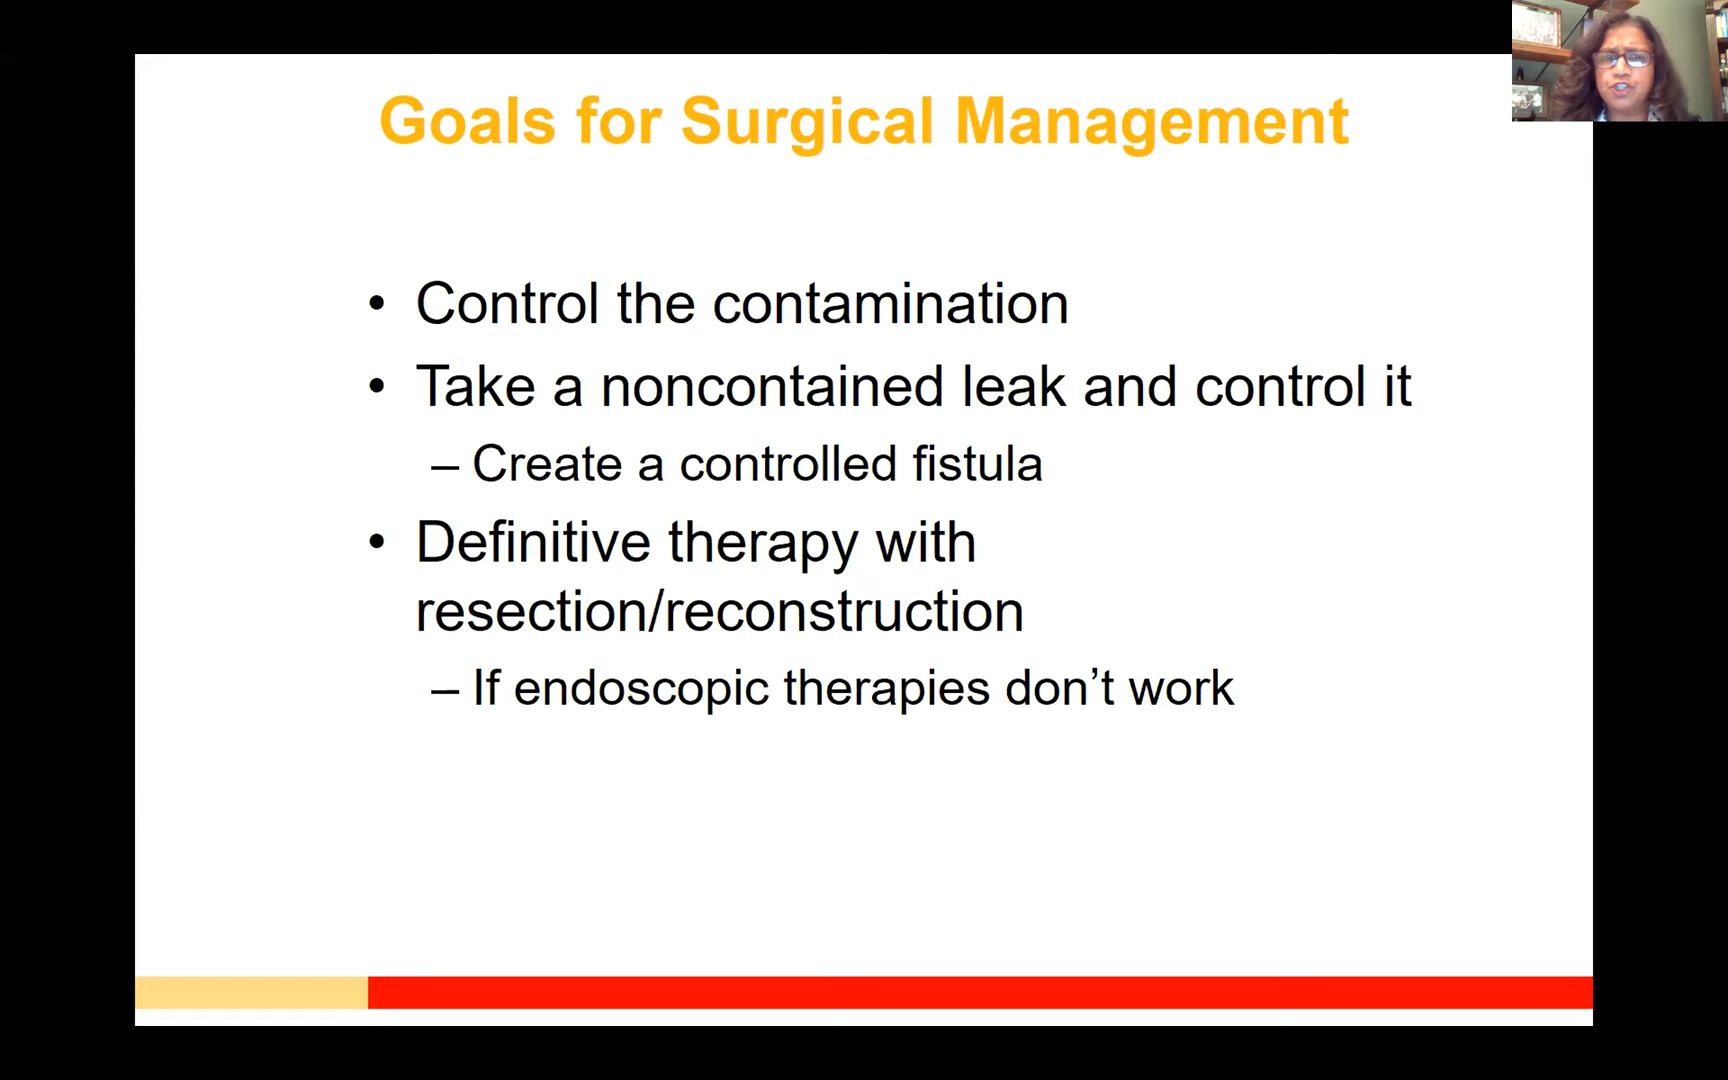 Goals for Surgical Management
• Control the contamination
• Take a noncontained leak and control it
– Create a controlled fistula
• Definitive therapy with
resection/reconstruction
– If endoscopic therapies don’t work